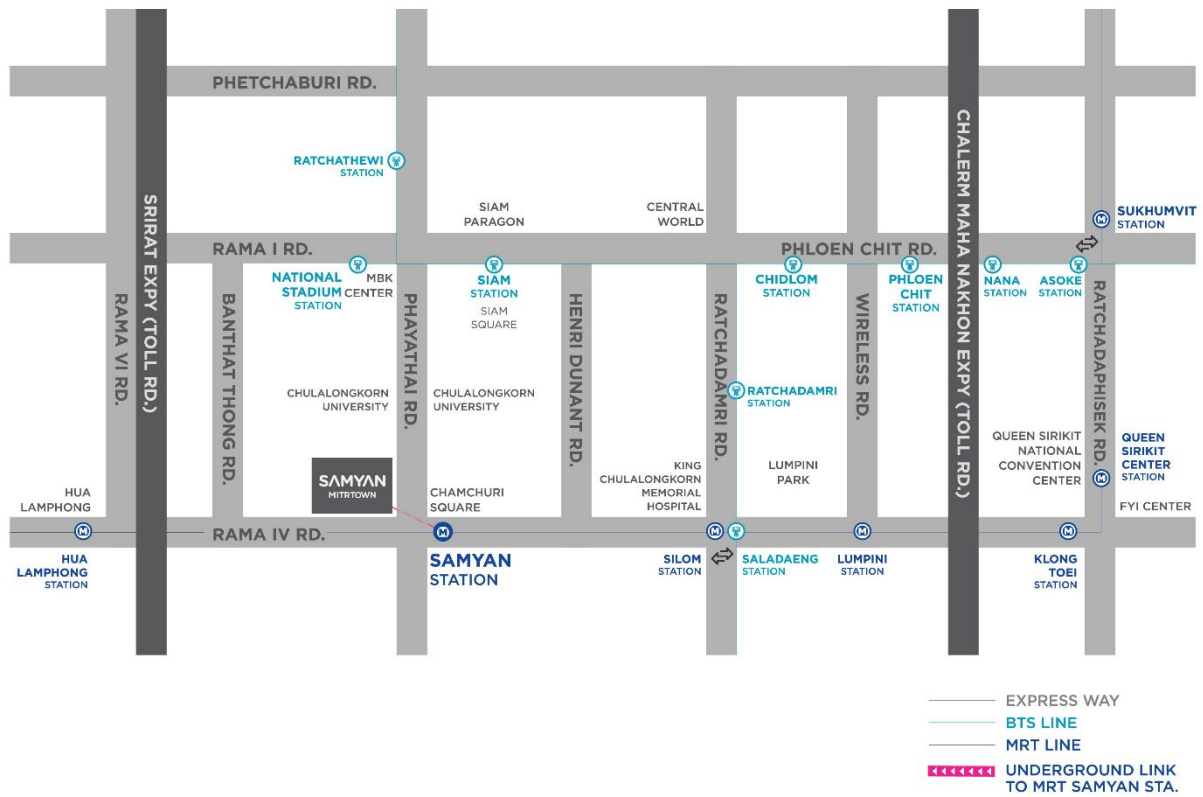 PHETCHABURI RD.
RATCHATHEWI
STATION
SIAM
PARAGON
CENTRAL
WORLD
SUKHUMVIT
STATION
RAMA I RD.
PHLOEN CHIT RD.
NATIONAL
STADIUM
STATION
MBK
CENTER
SIAM
STATION
SIAM
SQUARE
CHIDLOM
STATION
PHLOEN
CHIT
STATION
NANA
STATION
ASOKE
STATION
RAMA VI RD.
SRIRAT EXPY (TOLL RD.)
BANTHAT THONG RD.
PHAYATHAI RD.
HENRI DUNANT RD.
RATCHADAMRI RD.
WIRELESS RD.
CHALERM MAHA NAKHON EXPY (TOLL RD.)
RATCHADAPHISEK RD.
CHULALONGKORN
UNIVERSITY
CHULALONGKORN
UNIVERSITY
RATCHADAMRI
STATION
QUEEN SIRIKIT
NATIONAL
CONVENTION
CENTER
QUEEN
SIRIKIT
CENTER
STATION
HUA
LAMPHONG
SAMYAN
MITRTOWN
CHAMCHURI
SQUARE
KING
CHULALONGKORN
MEMORIAL
HOSPITAL
LUMPINI
PARK
FYI CENTER
RAMA IV RD.
HUA
LAMPHONG
STATION
SAMYAN
STATION
SILOM
STATION
SALADAENG
STATION
LUMPINI
STATION
KLONG
TOEI
STATION
EXPRESS WAY
BTS LINE
MRT LINE
UNDERGROUND LINK
TO MRT SAMYAN STA.